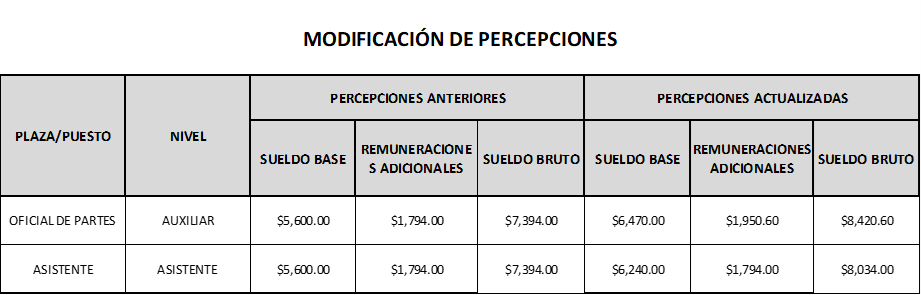 MODIFICACIÓN DE PERCEPCIONES
PLAZA/PUESTO NIVEL PERCEPCIONES ANTERIORES PERCEPCIONES ACTUALIZADAS
SUELDO BASE REMUNERACIONE
S ADICIONALES SUELDO BRUTO SUELDO BASE REMUNERACIONES
ADICIONALES SUELDO BRUTO
OFICIAL DE PARTES AUXILIAR $5,600.00 $1,794.00 $7,394.00 $6,470.00 $1,950.60 $8,420.60
ASISTENTE ASISTENTE $5,600.00 $1,794.00 $7,394.00 $6,240.00 $1,794.00 $8,034.00